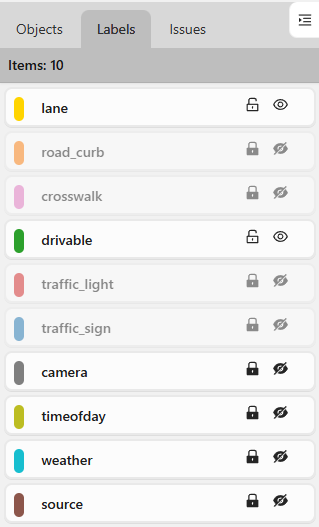 Objects Labels Issues
Items: 10
lane
road_curb
crosswalk
drivable
traffic_light
traffic_sign
camera
timeofday
weather
source